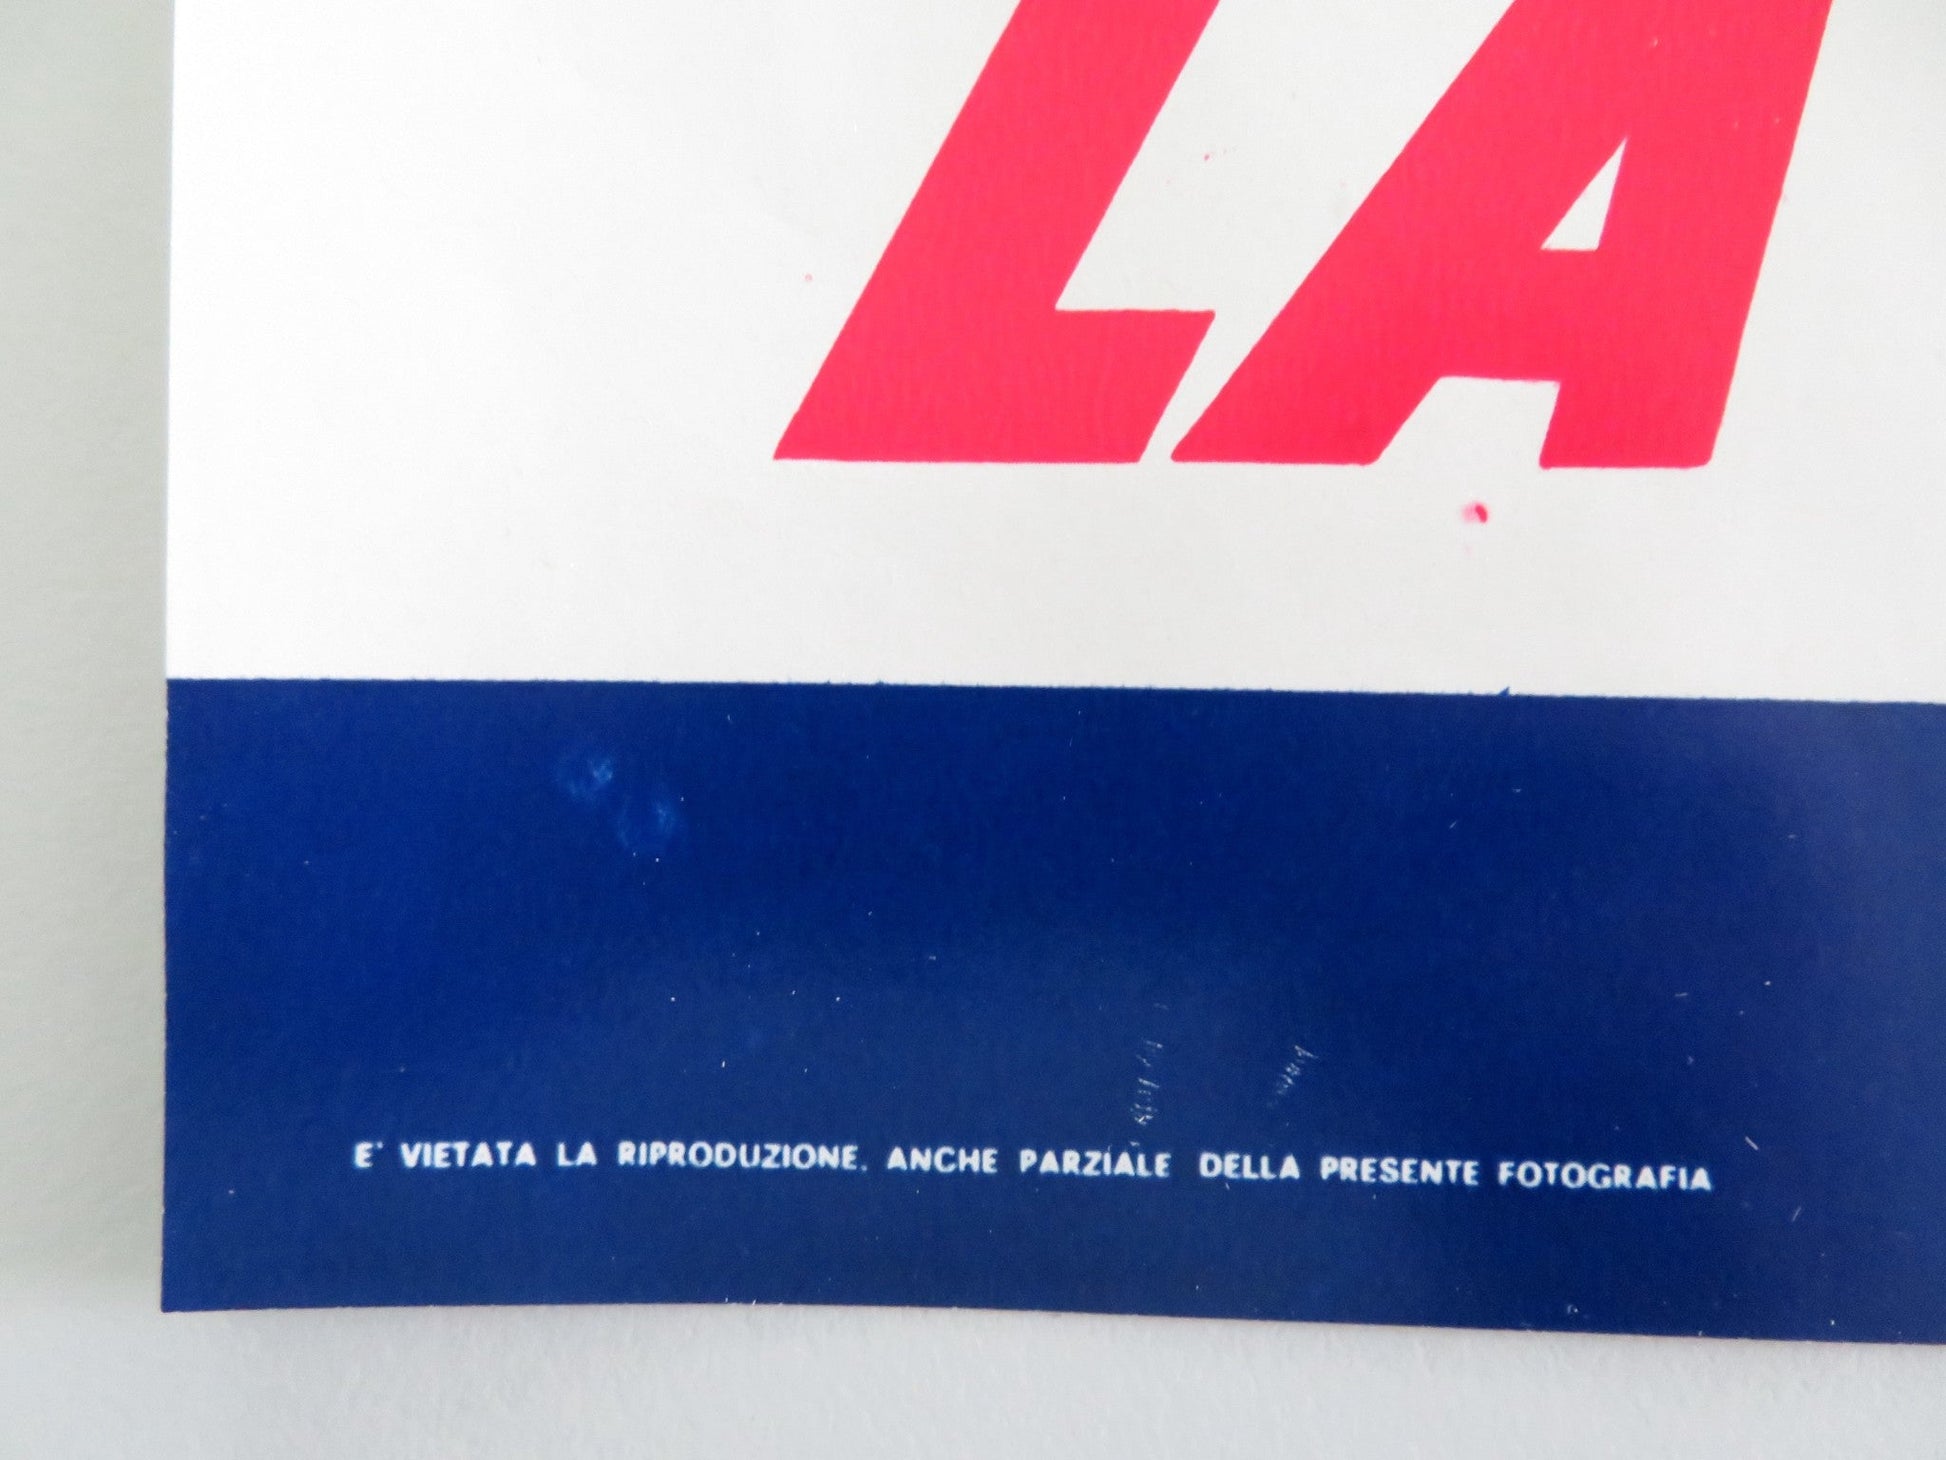 LA
E' VIETATA LA RIPRODUZIONE, ANCHE PARZIALE DELLA PRESENTE FOTOGRAFIA